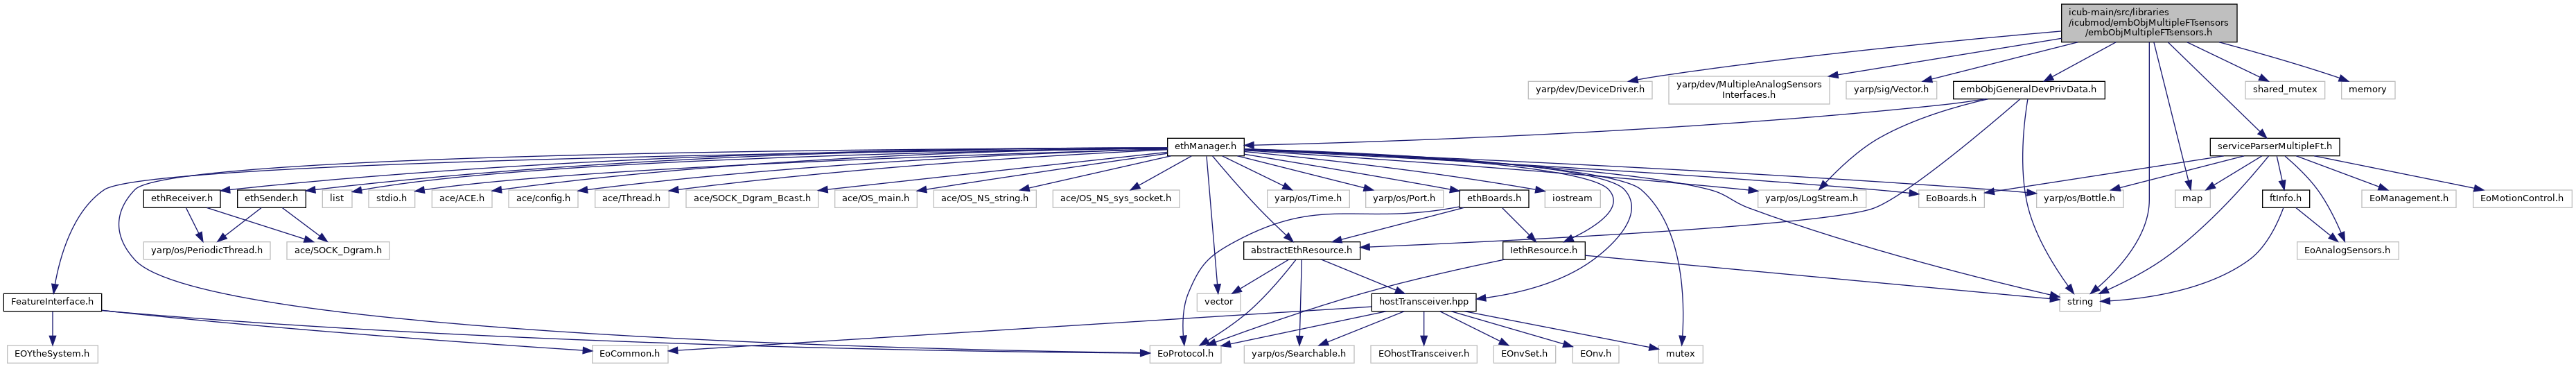 icub-main/src/libraries
/icubmod/embObjMultipleFTsensors
/embObjMultipleFTsensors.h
yarp/dev/DeviceDriver.h
yarp/dev/MultipleAnalogSensors
Interfaces.h
yarp/sig/Vector.h
embObjGeneralDevPrivData.h
shared_mutex
memory
ethManager.h
serviceParserMultipleFt.h
ethReceiver.h
ethSender.h
list
stdio.h
ace/ACE.h
ace/config.h
ace/Thread.h
ace/SOCK_Dgram_Bcast.h
ace/OS_main.h
ace/OS_NS_string.h
ace/OS_NS_sys_socket.h
yarp/os/Time.h
yarp/os/Port.h
ethBoards.h
iostream
yarp/os/LogStream.h
EoBoards.h
yarp/os/Bottle.h
map
ftInfo.h
EoManagement.h
EoMotionControl.h
yarp/os/PeriodicThread.h
ace/SOCK_Dgram.h
abstractEthResource.h
IethResource.h
EoAnalogSensors.h
FeatureInterface.h
vector
hostTransceiver.hpp
string
EOYtheSystem.h
EoCommon.h
EoProtocol.h
yarp/os/Searchable.h
EOhostTransceiver.h
EOnvSet.h
EOnv.h
mutex